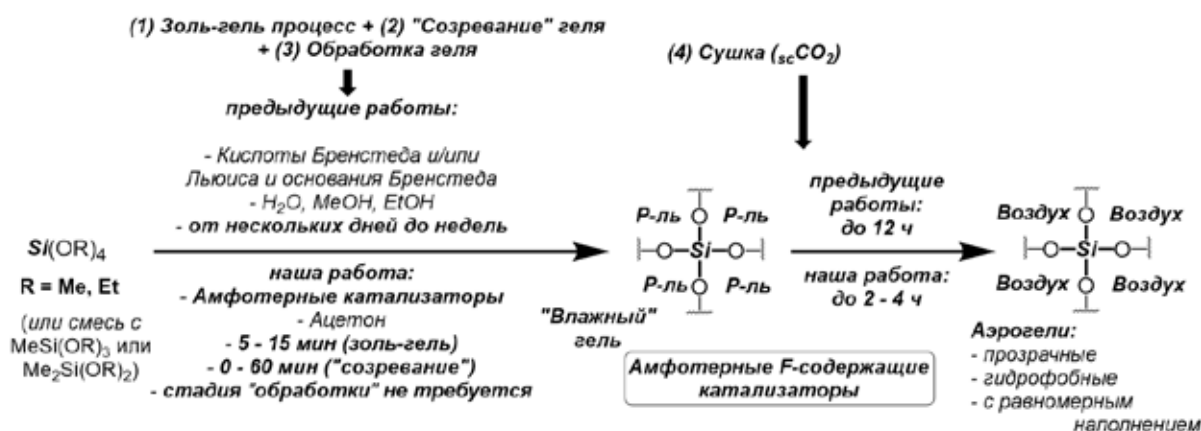 (1) Золь-гель процесс + (2) "Созревание" геля
+ (3) Обработка геля
(4) Сушка (scCO2)
предыдущие работы:
- Кислоты Бренстеда и/или
Льюиса и основания Бренстеда
- H2O, MeOH, EtOH
- от нескольких дней до недель
Si(OR)4
R = Me, Et
(или смесь с
MeSi(OR)3 или
Me2Si(OR)2)
наша работа:
- Амфотерные катализаторы
- Ацетон
- 5 - 15 мин (золь-гель)
- 0 - 60 мин ("созревание")
- стадия "обработки" не требуется
Р-ль O Р-ль
O Si O
Р-ль O Р-ль
"Влажный"
гель
Амфотерные F-содержащие
катализаторы
предыдущие
работы:
до 12 ч
наша работа:
до 2 - 4 ч
Воздух O Воздух
O Si O
Воздух O Воздух
Аэрогели:
- прозрачные
- гидрофобные
- с равномерным
наполнением